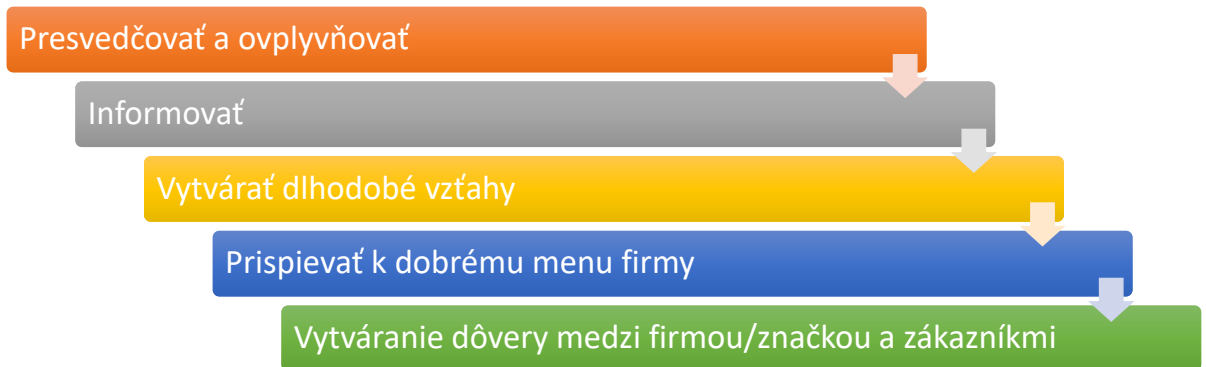 Presvedčovať a ovplyvňovať
Informovať
Vytvárať dlhodobé vzťahy
Prispievať k dobrému menu firmy
Vytváranie dôvery medzi firmou/značkou a zákazníkmi